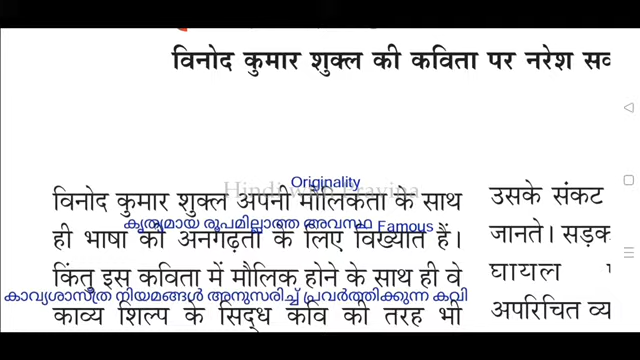 विनोद कुमार शुक्ल की कविता पर नरेश सव
Originality
विनोद कुमार शुक्ल अपनी मौलिकता के साथ
കൃത്യമായ രൂപമില്ലാത്ത അവസ്ഥ Famous
ही भाषा की अनगढ़ता के लिए विख्यात हैं।
किंतु इस कविता में मौलिक होने के साथ ही वे
കാവ്യശാസ്ത്ര നിയമങ്ങൾ അനുസരിച്ച് പ്രവർത്തിക്കുന്ന കവി
काव्य शिल्प के सिद्ध कवि की तरह भी
उसके संकट
जानते। सड़क
घायल
अपरिचित व्य